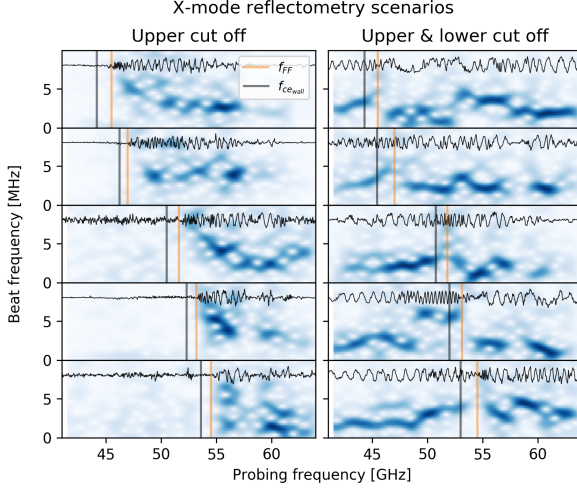 X-mode reflectometry scenarios
Upper cut off
Upper & lower cut off
Beat frequency [MHz]
5
0
5
0
5
0
5
0
5
0
f_FF
f_ce_wall
45 50 55 60
45 50 55 60
Probing frequency [GHz]